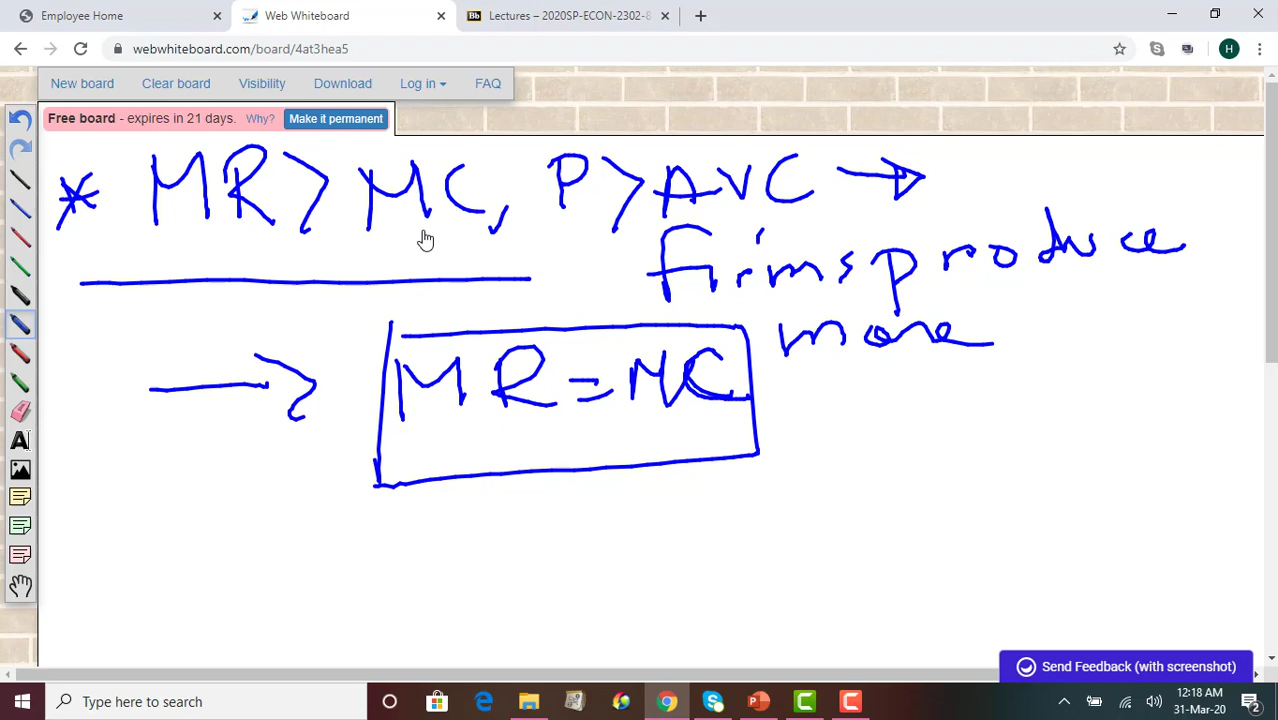 Employee Home
Web Whiteboard
Lectures – 2020SP-ECON-2302-8
H
webwhiteboard.com/board/4at3hea5
New board Clear board Visibility Download Log in FAQ
Free board - expires in 21 days. Why? Make it permanent
* MR > MC, P > AVC →
firms produce
more
→ MR = MC
A
Send Feedback (with screenshot)
Type here to search
12:18 AM
31-Mar-20
2